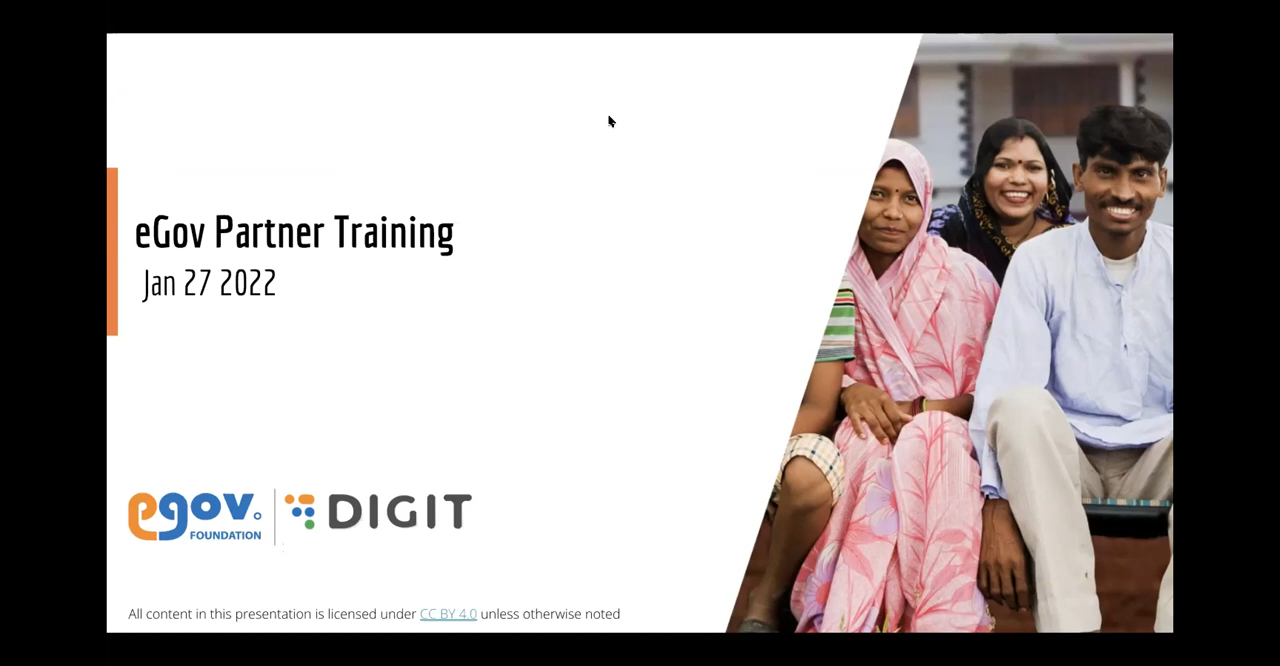 eGov Partner Training
Jan 27 2022
egov.
FOUNDATION
DIGIT
All content in this presentation is licensed under CC BY 4.0 unless otherwise noted